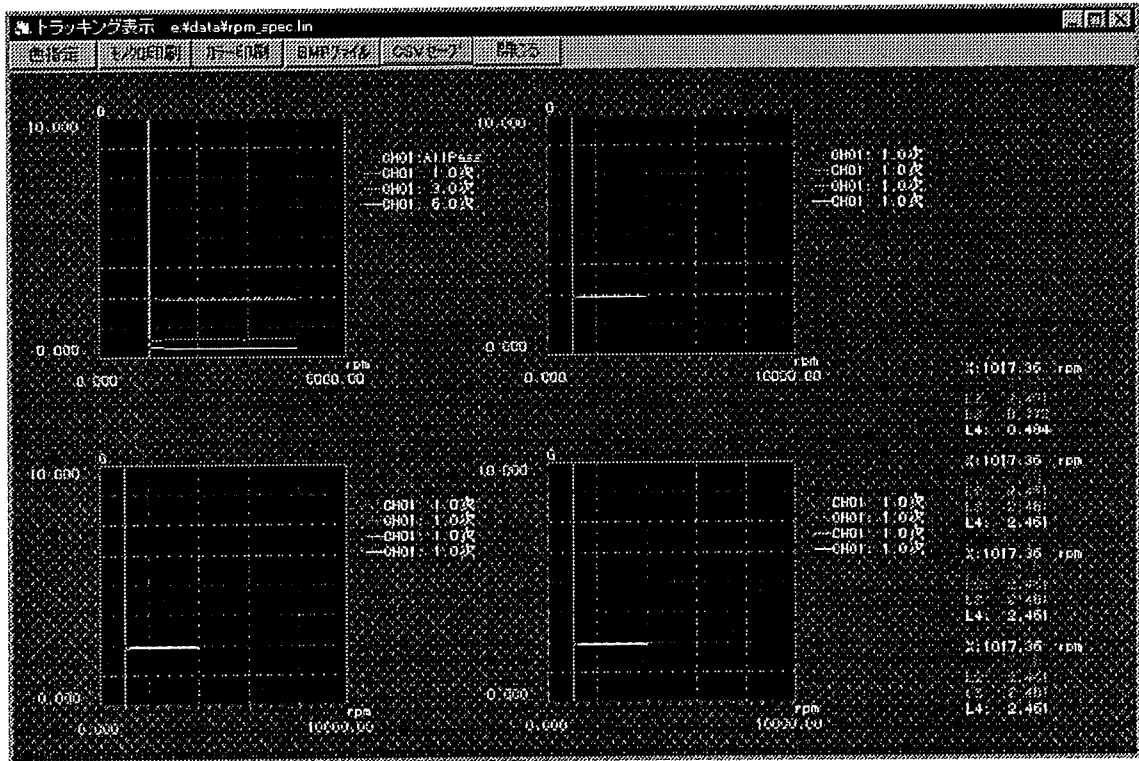 トラッキング表示 e:¥data¥rpm_spec.lin
色指定 モノクロ印刷 カラー印刷 BMPファイル CSVセーブ 閉じる
G
10.000
CH01:AllPass
CH01 1.0次
CH01: 3.0次
CH01: 6.0次
0.000
rpm
0.000 5000.00
G
10.000
CH01: 1.0次
CH01 1.0次
CH01: 1.0次
CH01: 1.0次
0.000
rpm
0.000 10000.00
G
10.000
CH01 1.0次
CH01: 1.0次
CH01: 1.0次
CH01: 1.0次
0.000
rpm
0.000 10000.00
G
10.000
CH01: 1.0次
CH01: 1.0次
CH01: 1.0次
CH01: 1.0次
0.000
rpm
0.000 10000.00
X:1017.36 rpm
L4: 0.404
X:1017.36 rpm
L4: 2.461
X:1017.36 rpm
L4: 2.461
X:1017.36 rpm
L4: 2.461